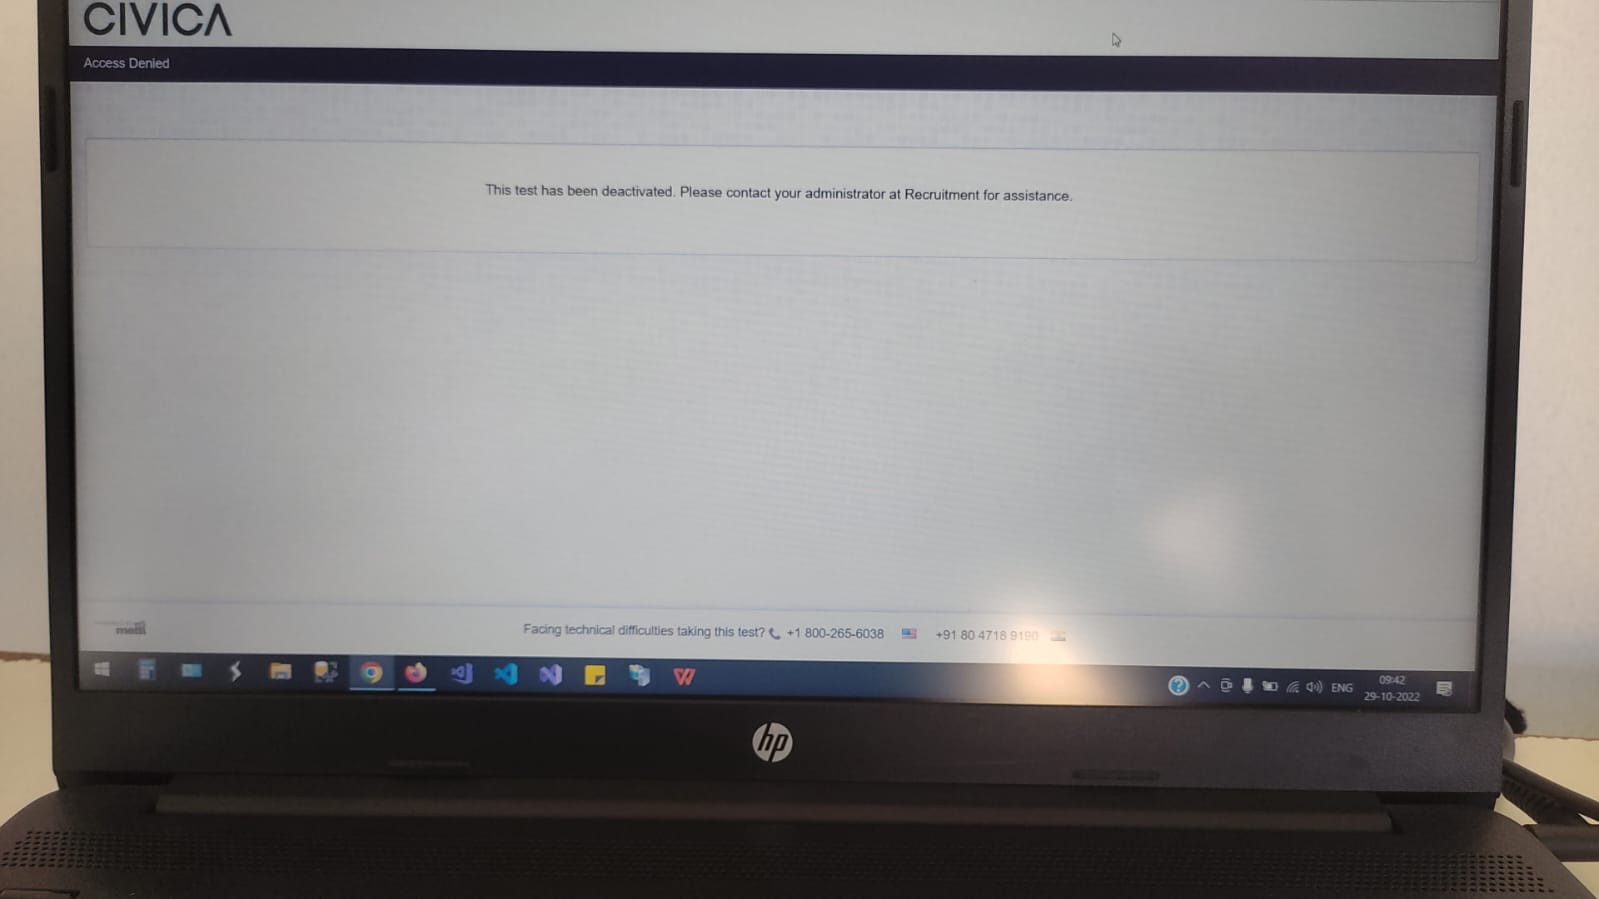 CIVICA
Access Denied
This test has been deactivated. Please contact your administrator at Recruitment for assistance.
mettl
Facing technical difficulties taking this test? +1 800-265-6038 +91 80 4718 9190
ENG
09:42
29-10-2022
hp